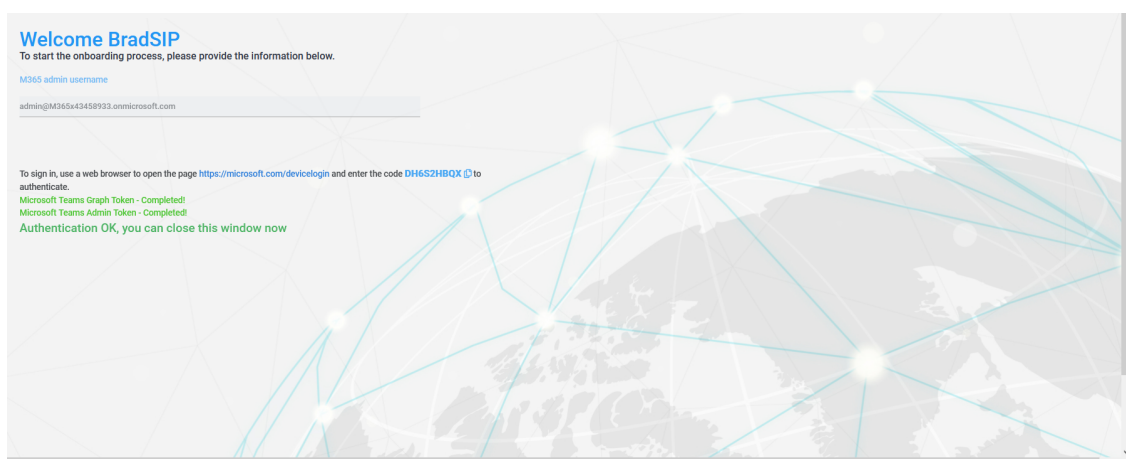 Welcome BradSIP
To start the onboarding process, please provide the information below.
M365 admin username
admin@M365x43458933.onmicrosoft.com
To sign in, use a web browser to open the page https://microsoft.com/devicelogin and enter the code DH6S2HBQX to
authenticate.
Microsoft Teams Graph Token - Completed!
Microsoft Teams Admin Token - Completed!
Authentication OK, you can close this window now